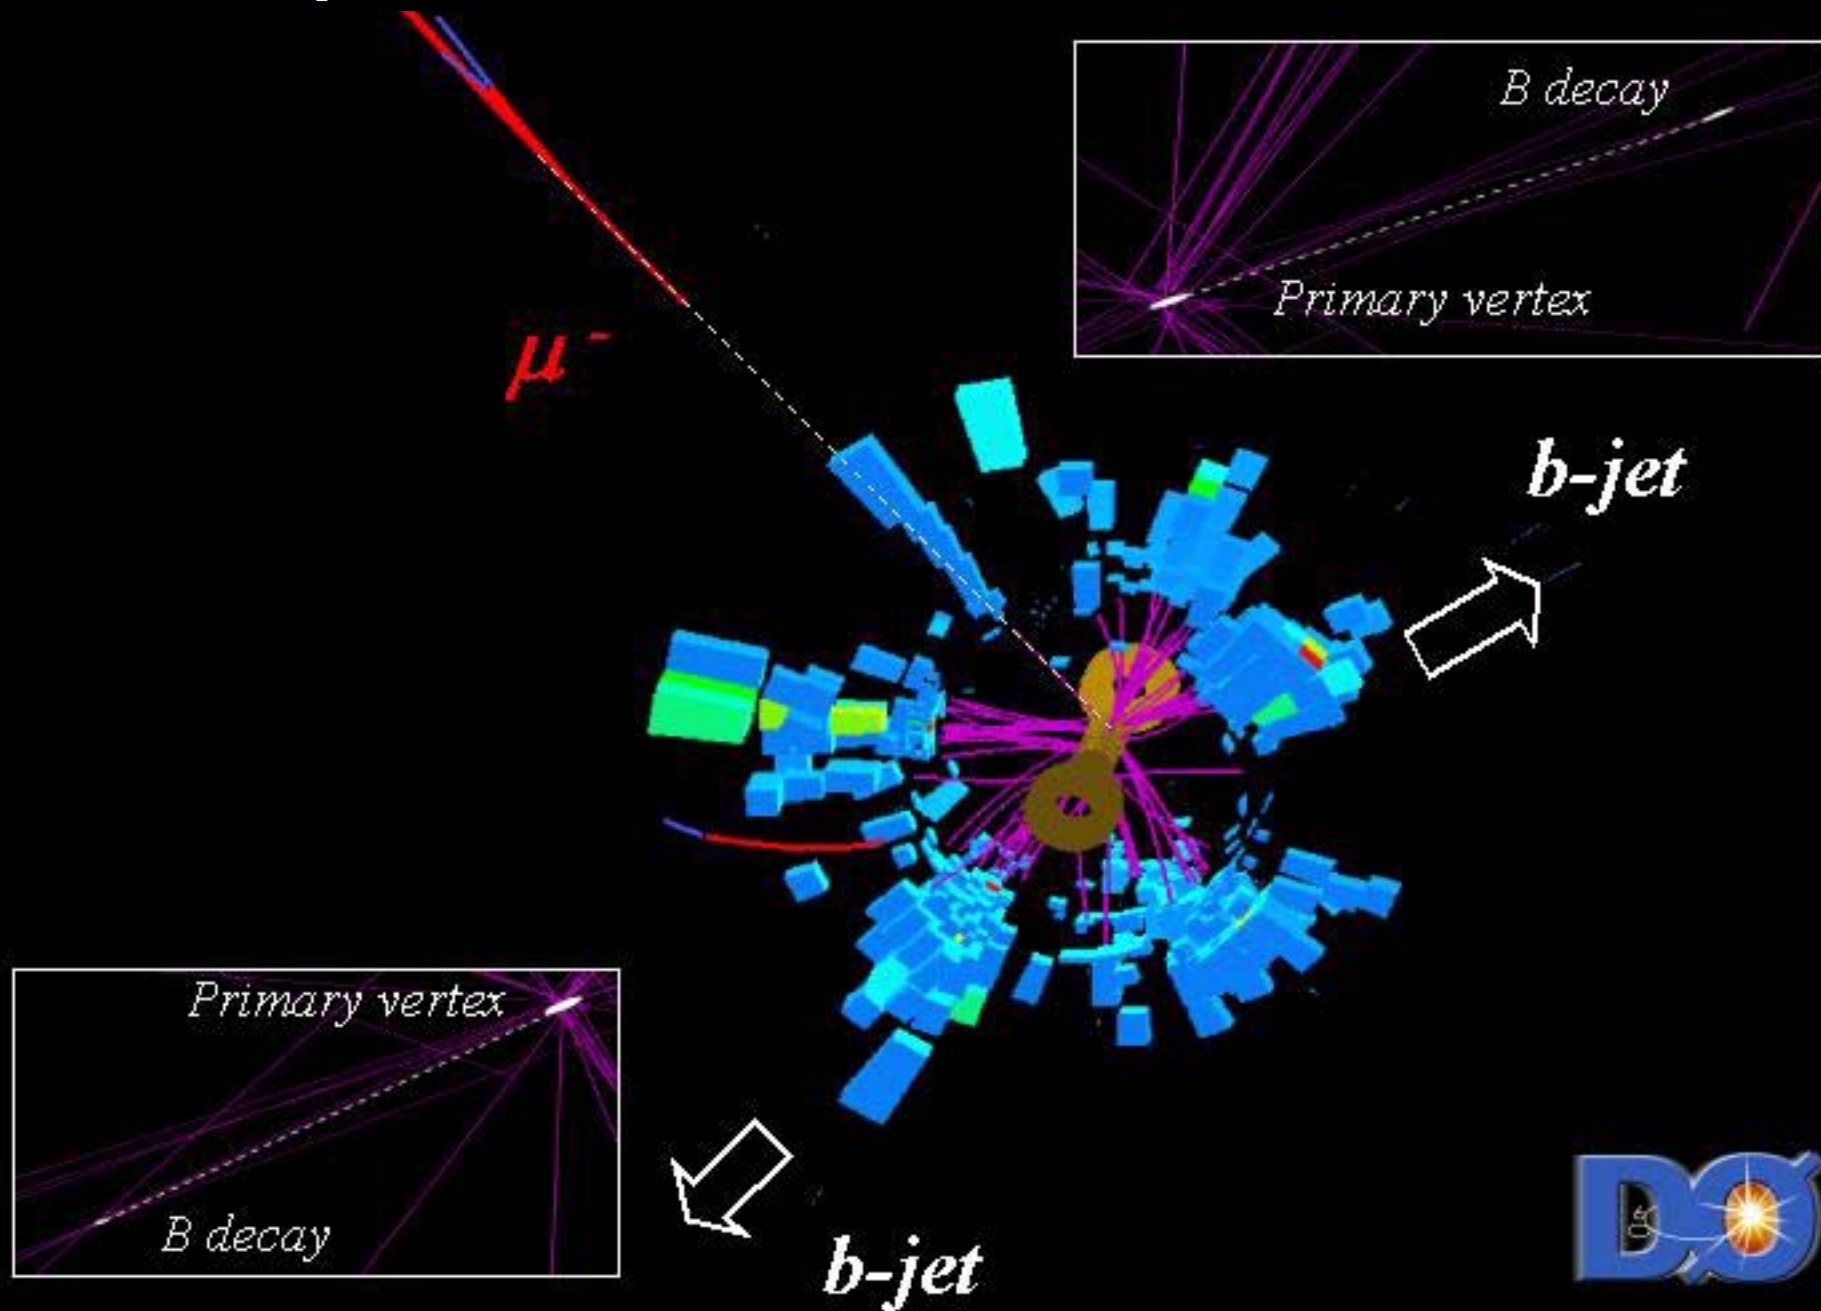 B decay
Primary vertex
μ⁻
b-jet
Primary vertex
B decay
b-jet
DØ